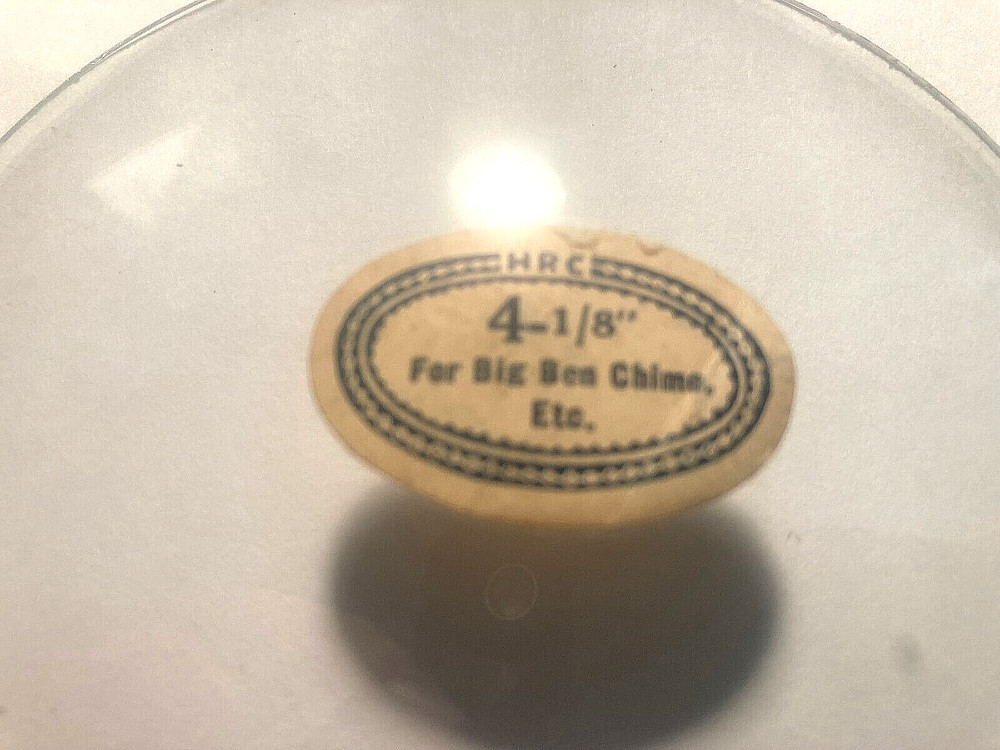 HRC
4-1/8"
For Big Ben Chime,
Etc.